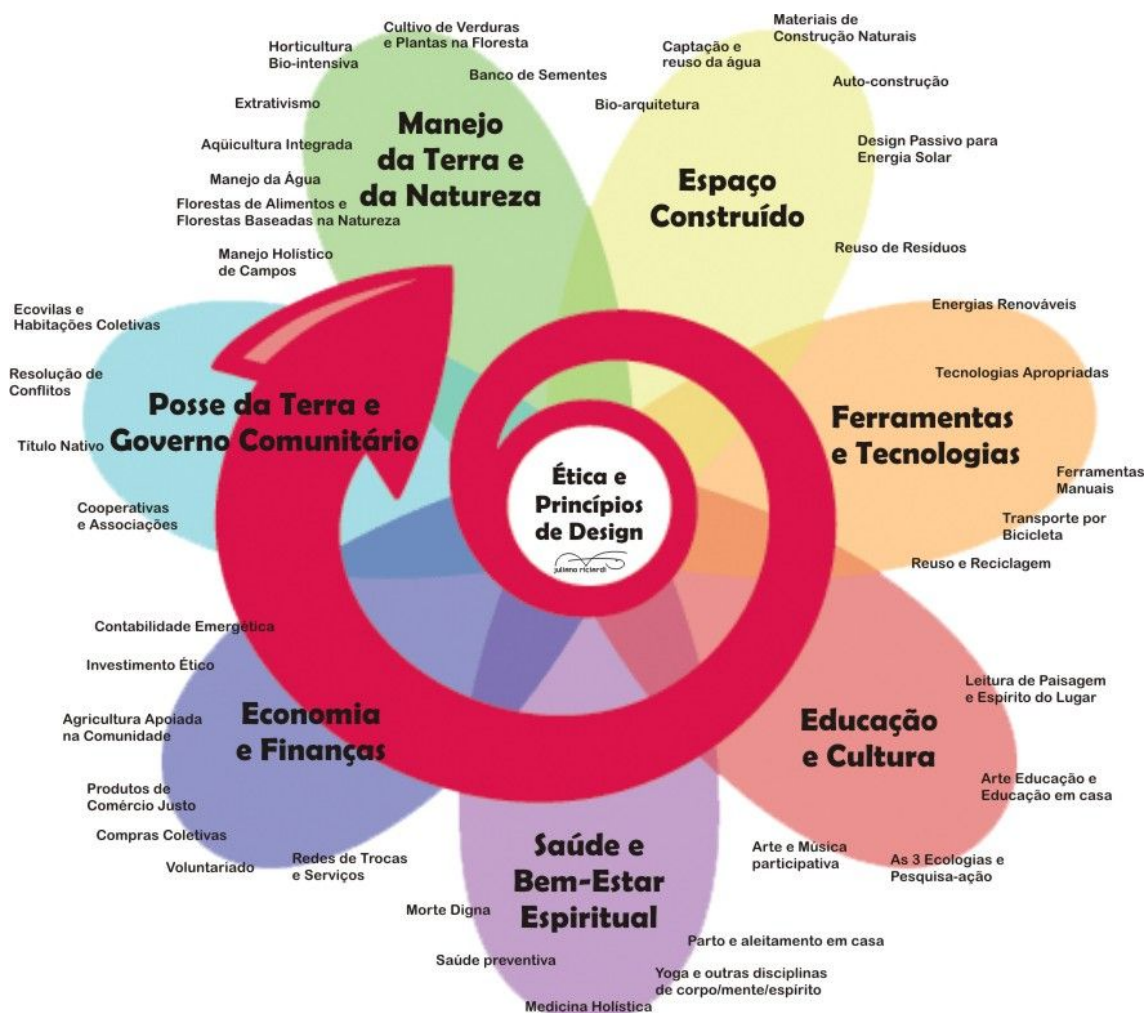 Cultivo de Verduras
e Plantas na Floresta
Horticultura
Bio-intensiva
Banco de Sementes
Extrativismo
Aqüicultura Integrada
Manejo da Água
Florestas de Alimentos e
Florestas Baseadas na Natureza
Manejo Holístico
de Campos
Manejo
da Terra e
da Natureza
Materiais de
Construção Naturais
Captação e
reuso da água
Auto-construção
Bio-arquitetura
Design Passivo para
Energia Solar
Reuso de Resíduos
Espaço
Construído
Energias Renováveis
Tecnologias Apropriadas
Ferramentas
e Tecnologias
Ferramentas
Manuais
Transporte por
Bicicleta
Reuso e Reciclagem
Ecovilas e
Habitações Coletivas
Resolução de
Conflitos
Posse da Terra e
Governo Comunitário
Título Nativo
Cooperativas
e Associações
Ética e
Princípios
de Design
juliano riciardi
Contabilidade Emergética
Investimento Ético
Agricultura Apoiada
na Comunidade
Economia
e Finanças
Produtos de
Comércio Justo
Compras Coletivas
Voluntariado
Redes de Trocas
e Serviços
Leitura de Paisagem
e Espírito do Lugar
Educação
e Cultura
Arte Educação e
Educação em casa
Arte e Música
participativa
As 3 Ecologias e
Pesquisa-ação
Saúde e
Bem-Estar
Espiritual
Morte Digna
Saúde preventiva
Medicina Holística
Parto e aleitamento em casa
Yoga e outras disciplinas
de corpo/mente/espírito